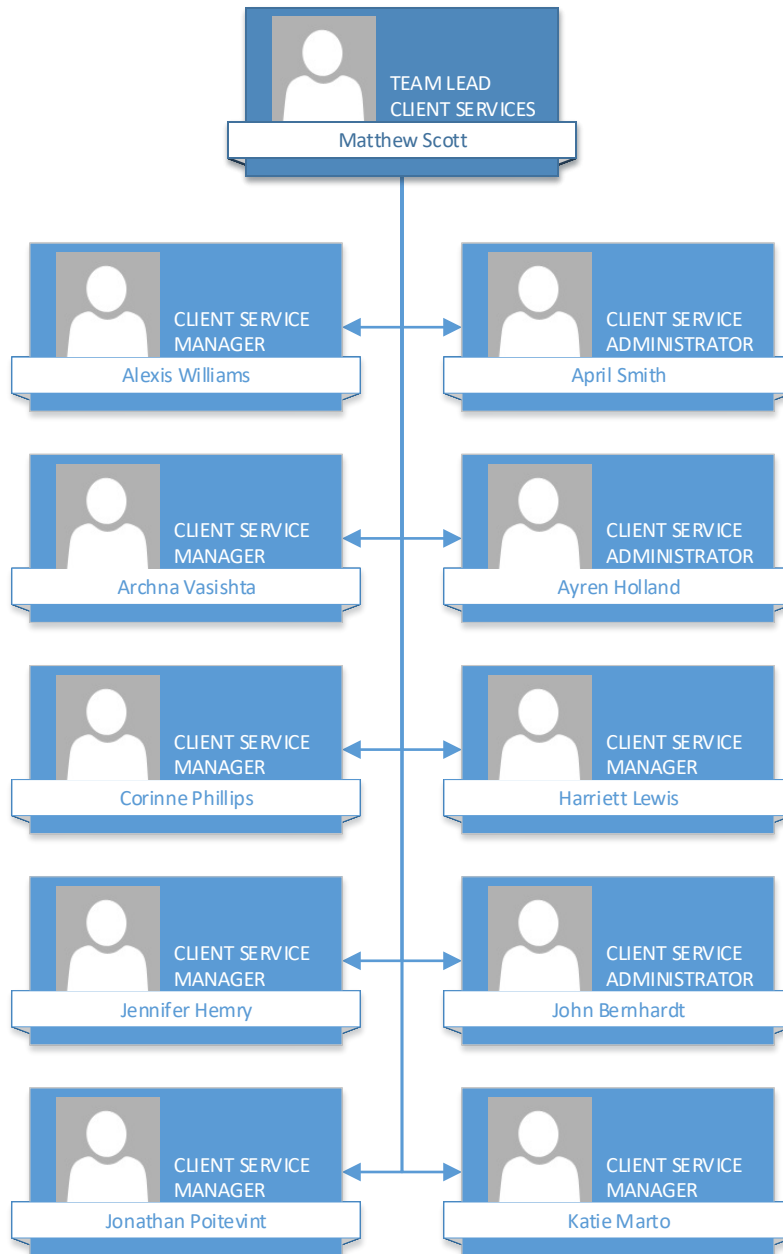 TEAM LEAD
CLIENT SERVICES
Matthew Scott
CLIENT SERVICE
MANAGER
Alexis Williams
CLIENT SERVICE
ADMINISTRATOR
April Smith
CLIENT SERVICE
MANAGER
Archna Vasishta
CLIENT SERVICE
ADMINISTRATOR
Ayren Holland
CLIENT SERVICE
MANAGER
Corinne Phillips
CLIENT SERVICE
MANAGER
Harriett Lewis
CLIENT SERVICE
MANAGER
Jennifer Hemry
CLIENT SERVICE
ADMINISTRATOR
John Bernhardt
CLIENT SERVICE
MANAGER
Jonathan Poitevint
CLIENT SERVICE
MANAGER
Katie Marto